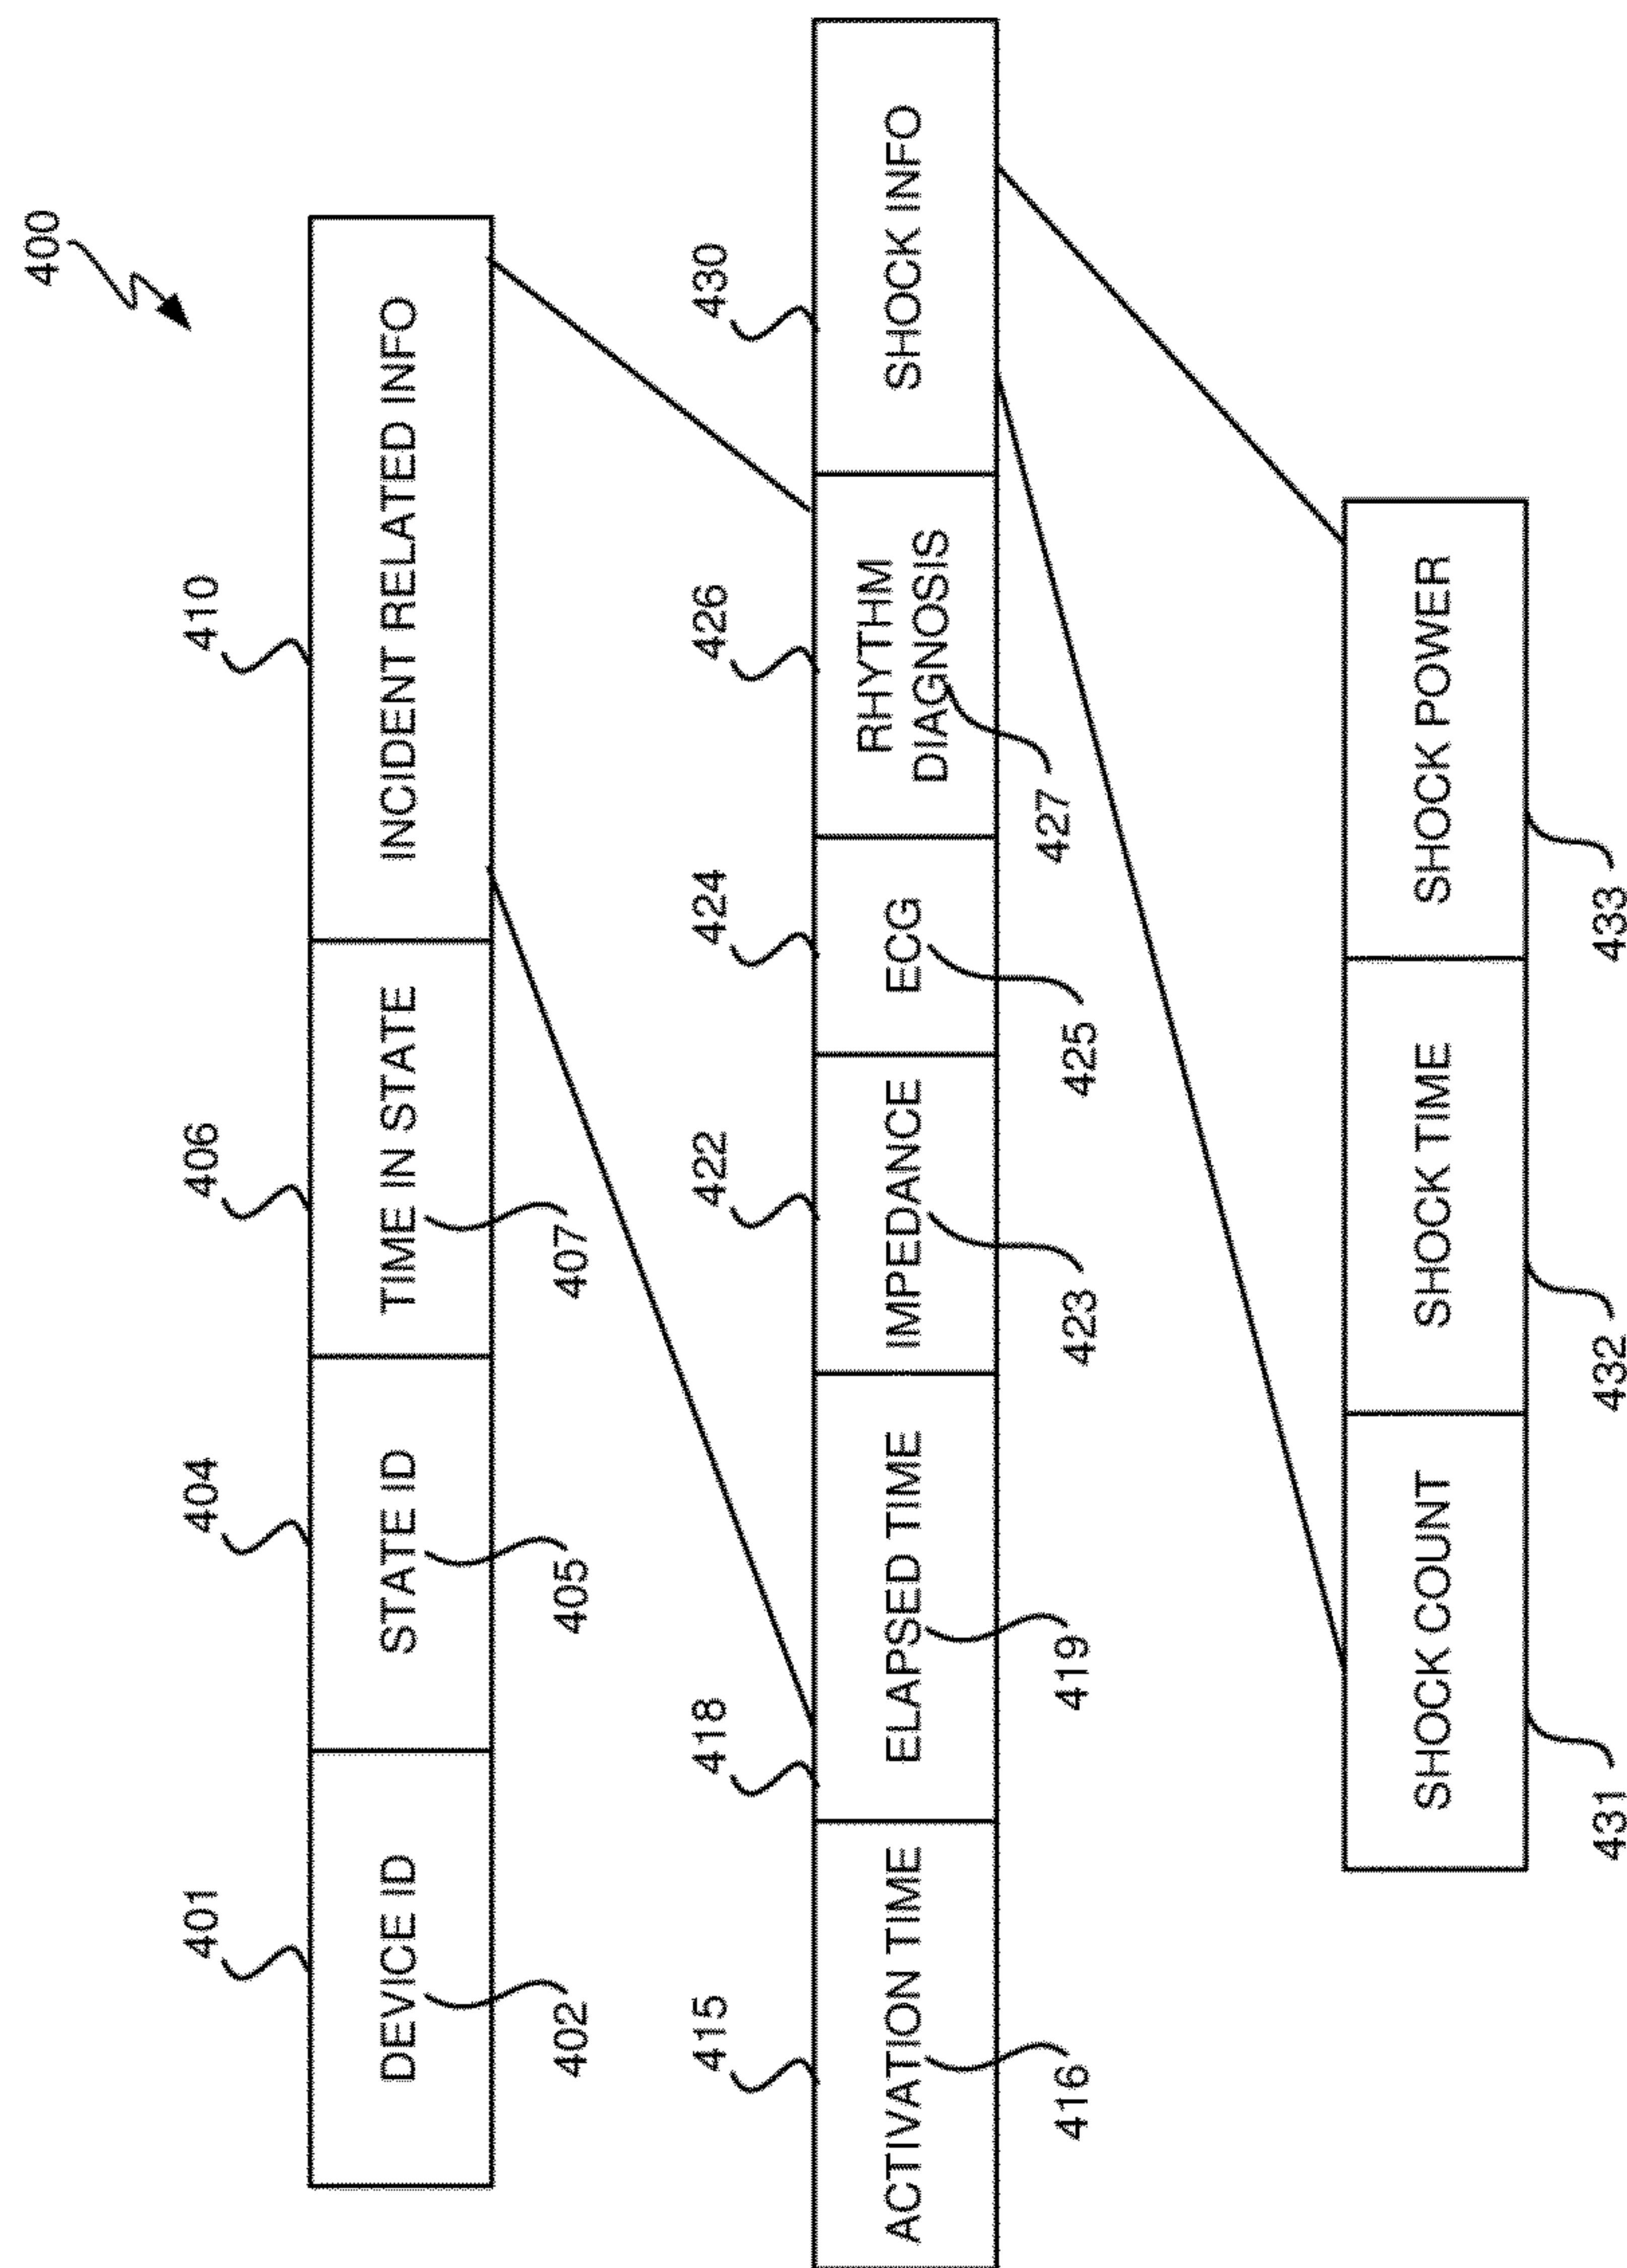 400
401
404
406
410
DEVICE ID
STATE ID
TIME IN STATE
INCIDENT RELATED INFO
402
405
407
415
418
422
424
426
430
ACTIVATION TIME
ELAPSED TIME
IMPEDANCE
ECG
RHYTHM
DIAGNOSIS
SHOCK INFO
416
419
423
425
427
SHOCK COUNT
SHOCK TIME
SHOCK POWER
431
432
433